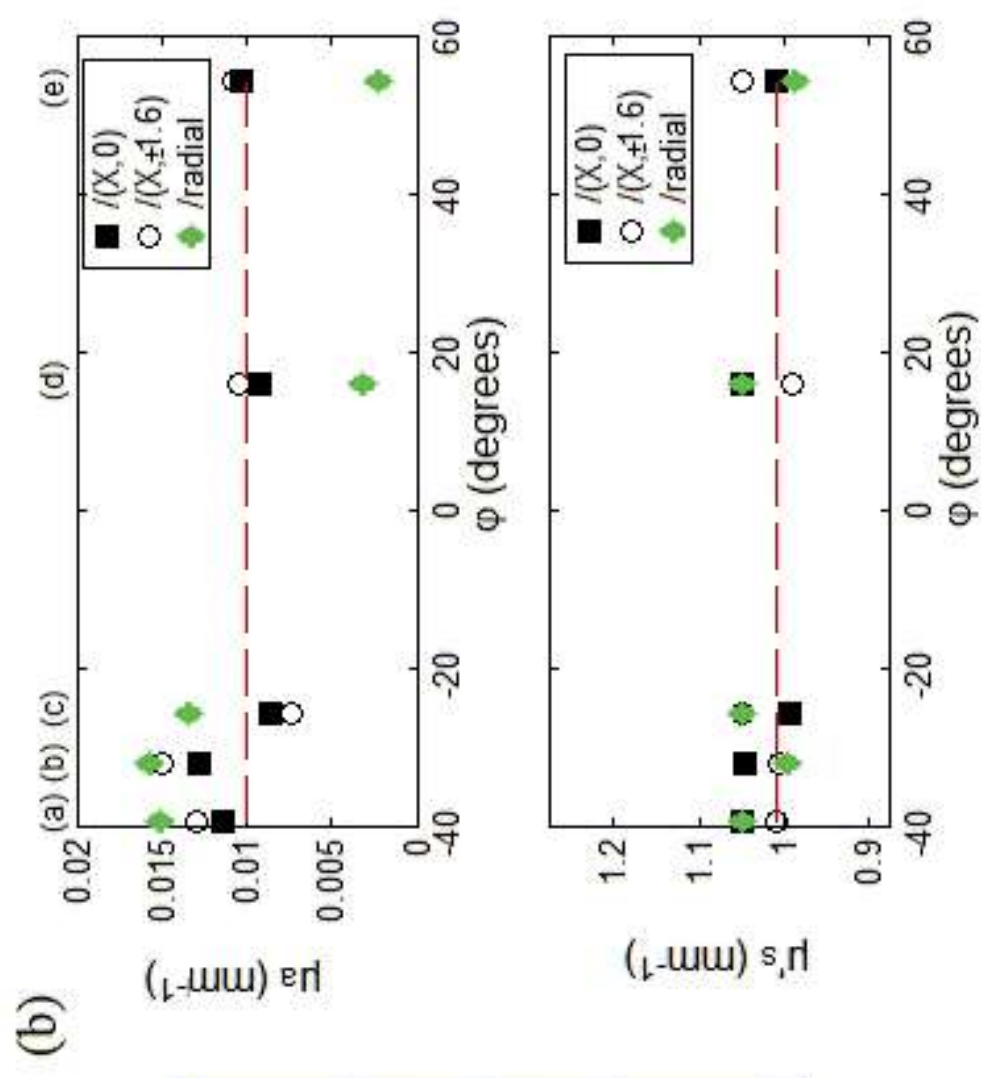 (b)
(a) (b) (c) (d) (e)
0.02
0.015
0.01
0.005
0
μa (mm-1)
/(X,0)
/(X,±1.6)
/radial
-40 -20 0 20 40 60
φ (degrees)
1.2
1.1
1
0.9
μ's (mm-1)
/(X,0)
/(X,±1.6)
/radial
-40 -20 0 20 40 60
φ (degrees)